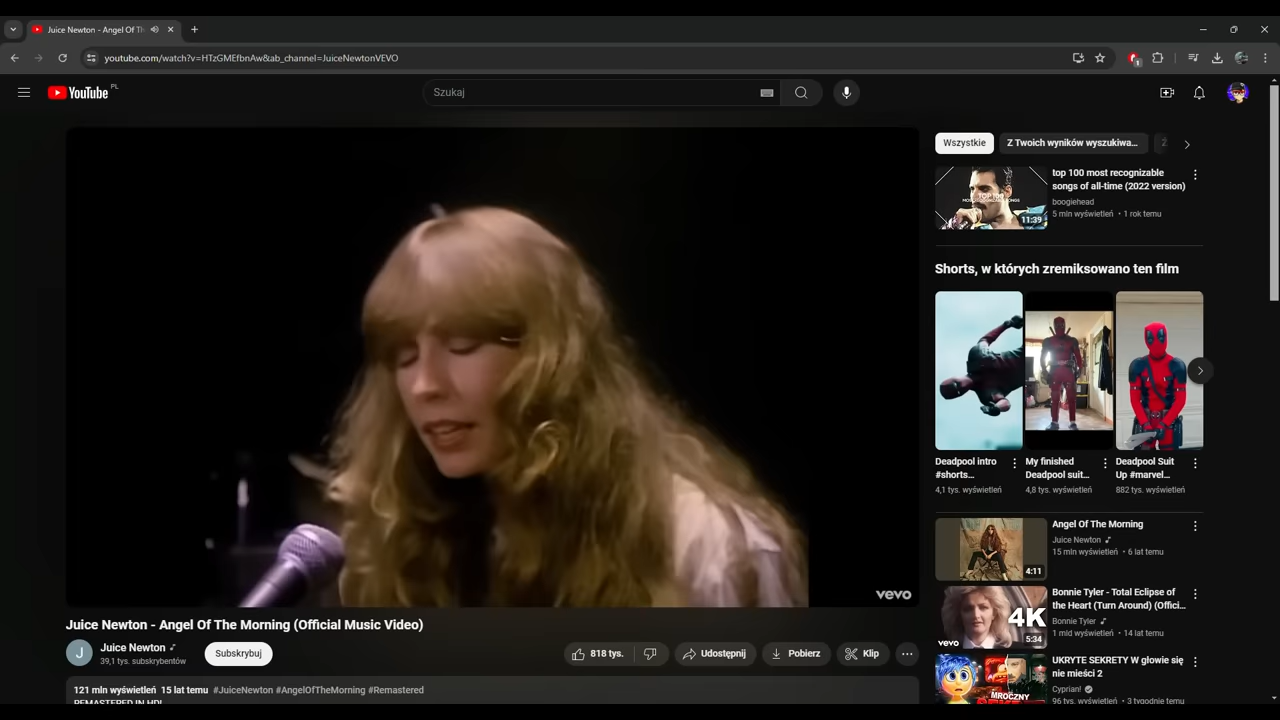 Juice Newton - Angel Of Th
youtube.com/watch?v=HTzGMEfbnAw&ab_channel=JuiceNewtonVEVO
1
YouTube PL
Szukaj
vevo
Juice Newton - Angel Of The Morning (Official Music Video)
J
Juice Newton
39,1 tys. subskrybentów
Subskrybuj
818 tys.
Udostępnij
Pobierz
Klip
121 mln wyświetleń 15 lat temu #JuiceNewton #AngelOfTheMorning #Remastered
REMASTERED IN HD!
Wszystkie
Z Twoich wyników wyszukiwa...
TOP 100
11:39
top 100 most recognizable
songs of all-time (2022 version)
boogiehead
5 mln wyświetleń • 1 rok temu
Shorts, w których zremiksowano ten film
Deadpool intro
#shorts...
4,1 tys. wyświetleń
My finished
Deadpool suit...
4,8 tys. wyświetleń
Deadpool Suit
Up #marvel...
882 tys. wyświetleń
4:11
Angel Of The Morning
Juice Newton
15 mln wyświetleń • 6 lat temu
4K
vevo
5:34
Bonnie Tyler - Total Eclipse of
the Heart (Turn Around) (Offici...
Bonnie Tyler
1 mld wyświetleń • 14 lat temu
MROCZNY
UKRYTE SEKRETY W głowie się
nie mieści 2
Cyprian!
96 tys. wyświetleń • 3 tygodnie temu